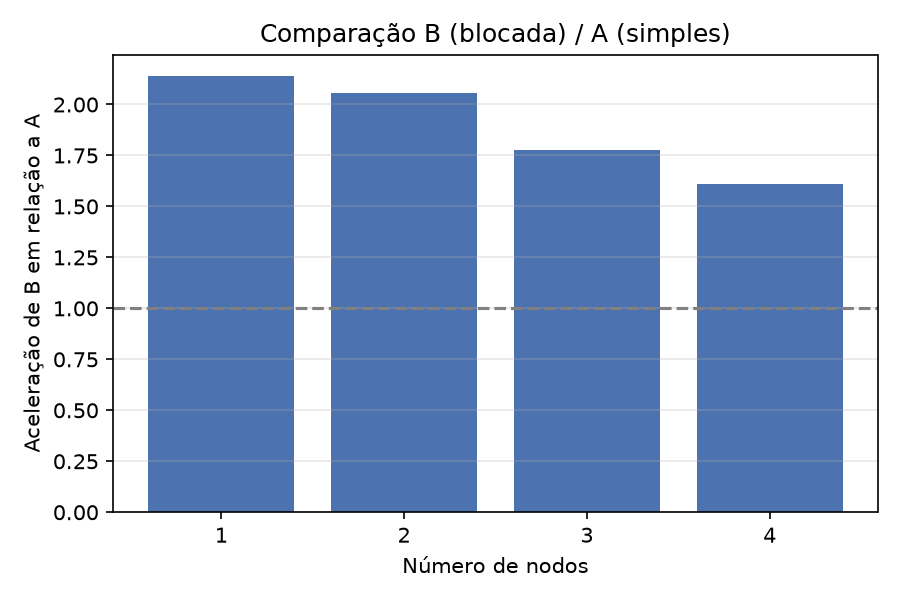 Comparação B (blocada) / A (simples)
Aceleração de B em relação a A
2.00
1.75
1.50
1.25
1.00
0.75
0.50
0.25
0.00
1 2 3 4
Número de nodos